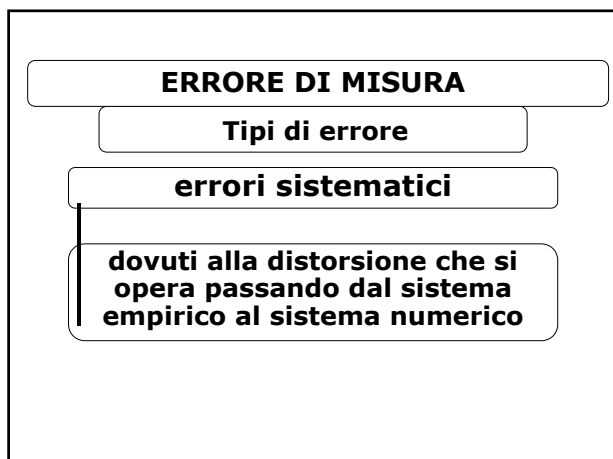 ERRORE DI MISURA
Tipi di errore
errori sistematici
dovuti alla distorsione che si
opera passando dal sistema
empirico al sistema numerico